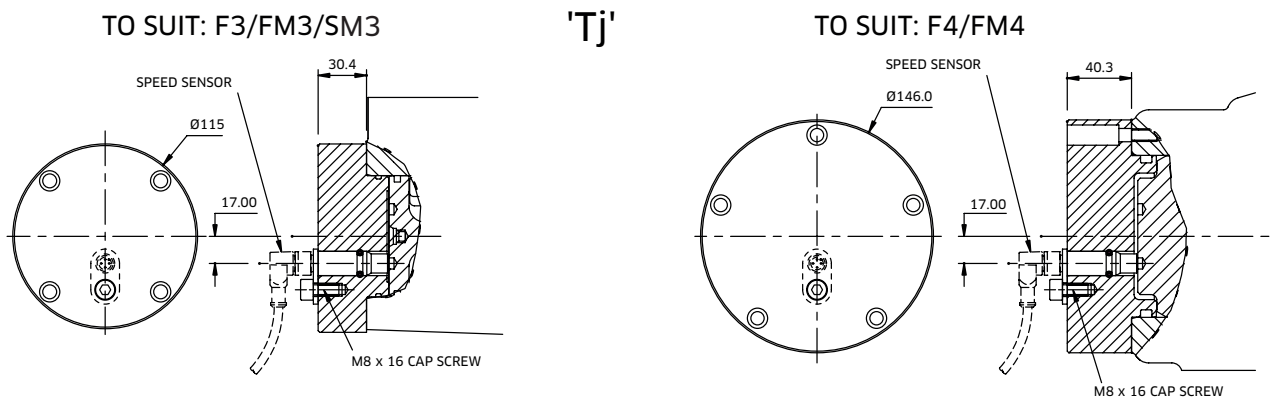 TO SUIT: F3/FM3/SM3
'Tj'
TO SUIT: F4/FM4
30.4
SPEED SENSOR
Ø115
17.00
M8 x 16 CAP SCREW
40.3
SPEED SENSOR
Ø146.0
17.00
M8 x 16 CAP SCREW